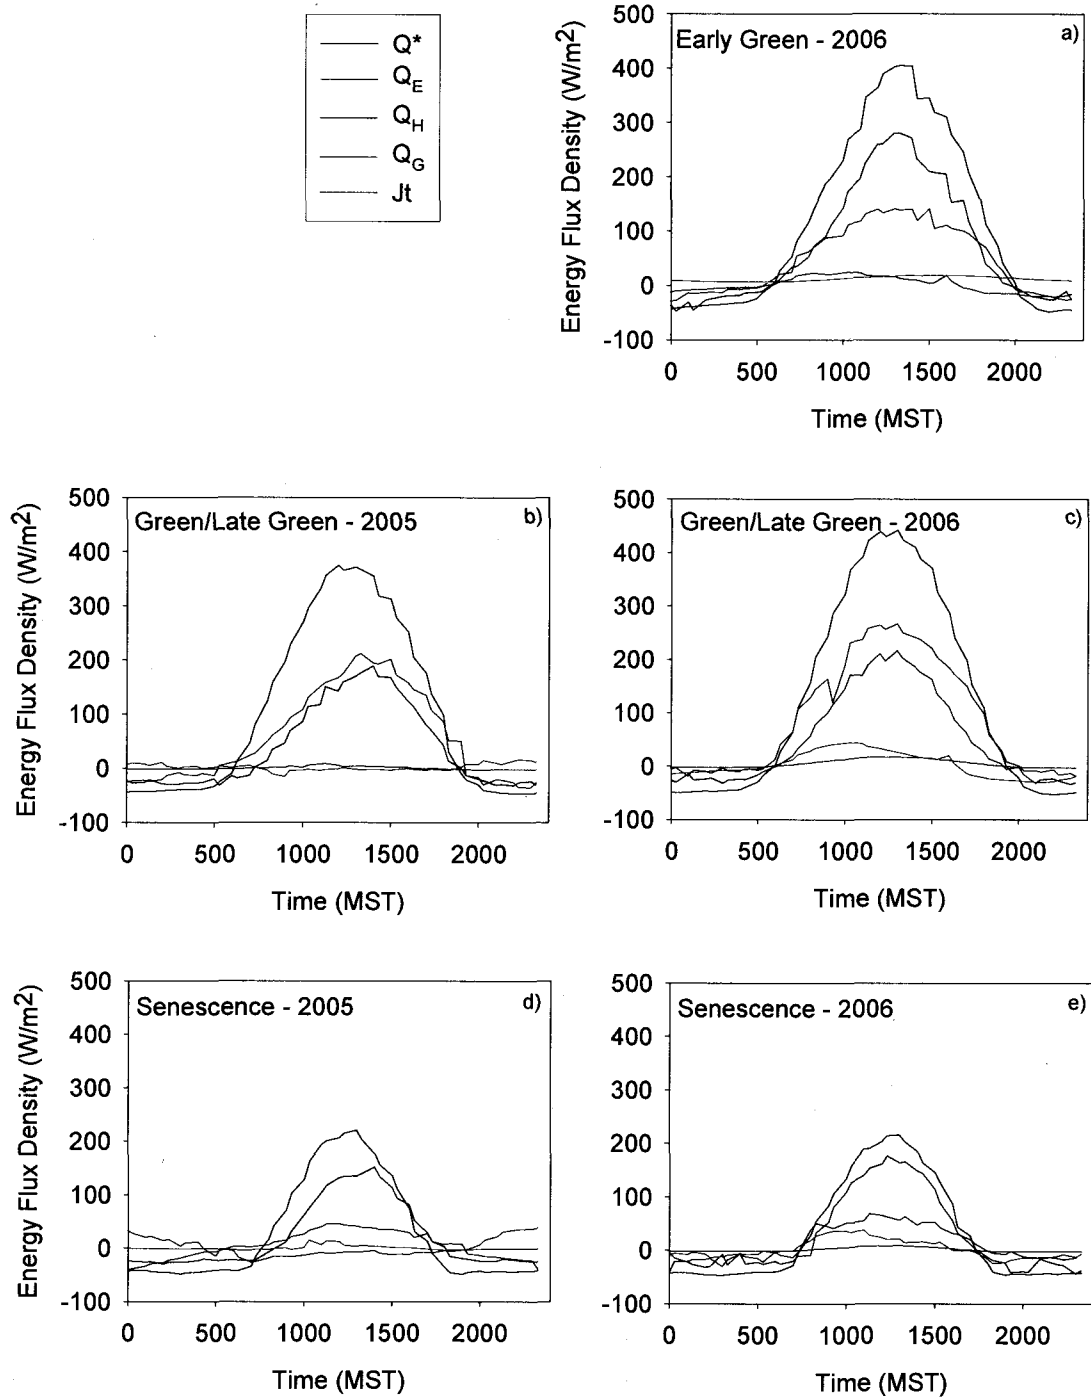 Q*
Q_E
Q_H
Q_G
Jt
Early Green - 2006
a)
Energy Flux Density (W/m²)
500
400
300
200
100
0
-100
0 500 1000 1500 2000
Time (MST)
Green/Late Green - 2005
b)
Energy Flux Density (W/m²)
500
400
300
200
100
0
-100
0 500 1000 1500 2000
Time (MST)
Green/Late Green - 2006
c)
500
400
300
200
100
0
-100
0 500 1000 1500 2000
Time (MST)
Senescence - 2005
d)
Energy Flux Density (W/m²)
500
400
300
200
100
0
-100
0 500 1000 1500 2000
Time (MST)
Senescence - 2006
e)
500
400
300
200
100
0
-100
0 500 1000 1500 2000
Time (MST)